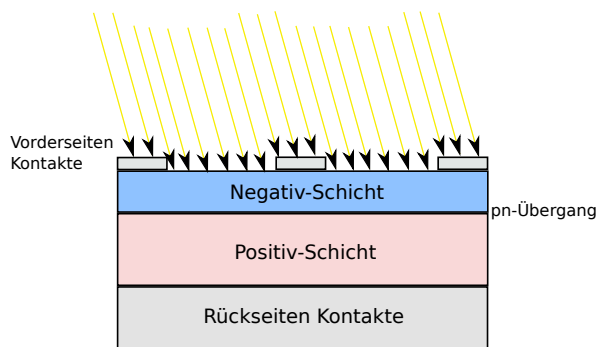 Vorderseiten
Kontakte
Negativ-Schicht
pn-Übergang
Positiv-Schicht
Rückseiten Kontakte